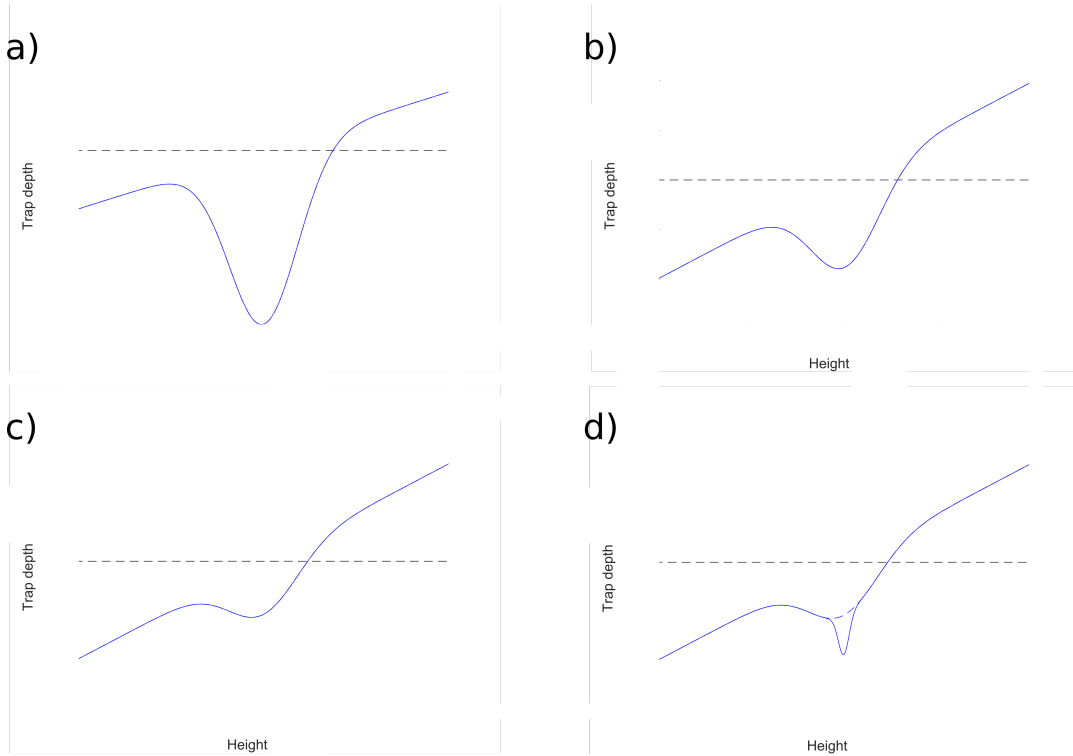 a)
Trap depth
b)
Trap depth
Height
c)
Trap depth
Height
d)
Trap depth
Height